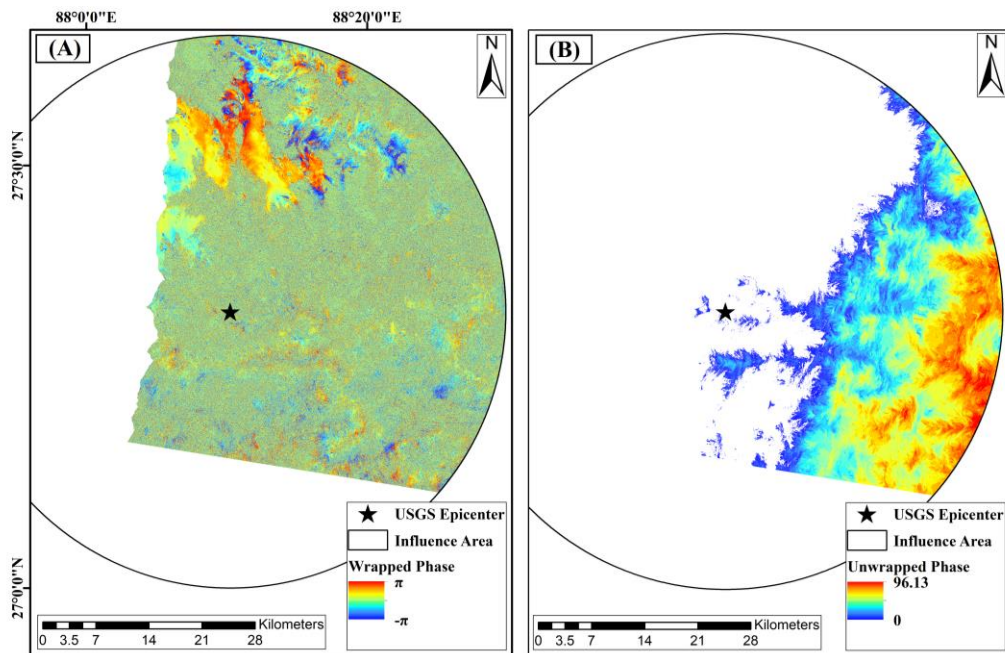 88°0'0"E
88°20'0"E
(A)
N
27°30'0"N
27°0'0"N
USGS Epicenter
Influence Area
Wrapped Phase
π
-π
Kilometers
0 3.5 7 14 21 28
(B)
N
USGS Epicenter
Influence Area
Unwrapped Phase
96.13
0
Kilometers
0 3.5 7 14 21 28